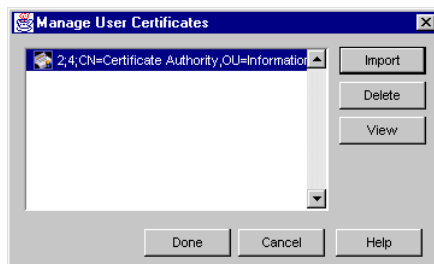 Manage User Certificates
2;4;CN=Certificate Authority,OU=Information
Import
Delete
View
Done
Cancel
Help